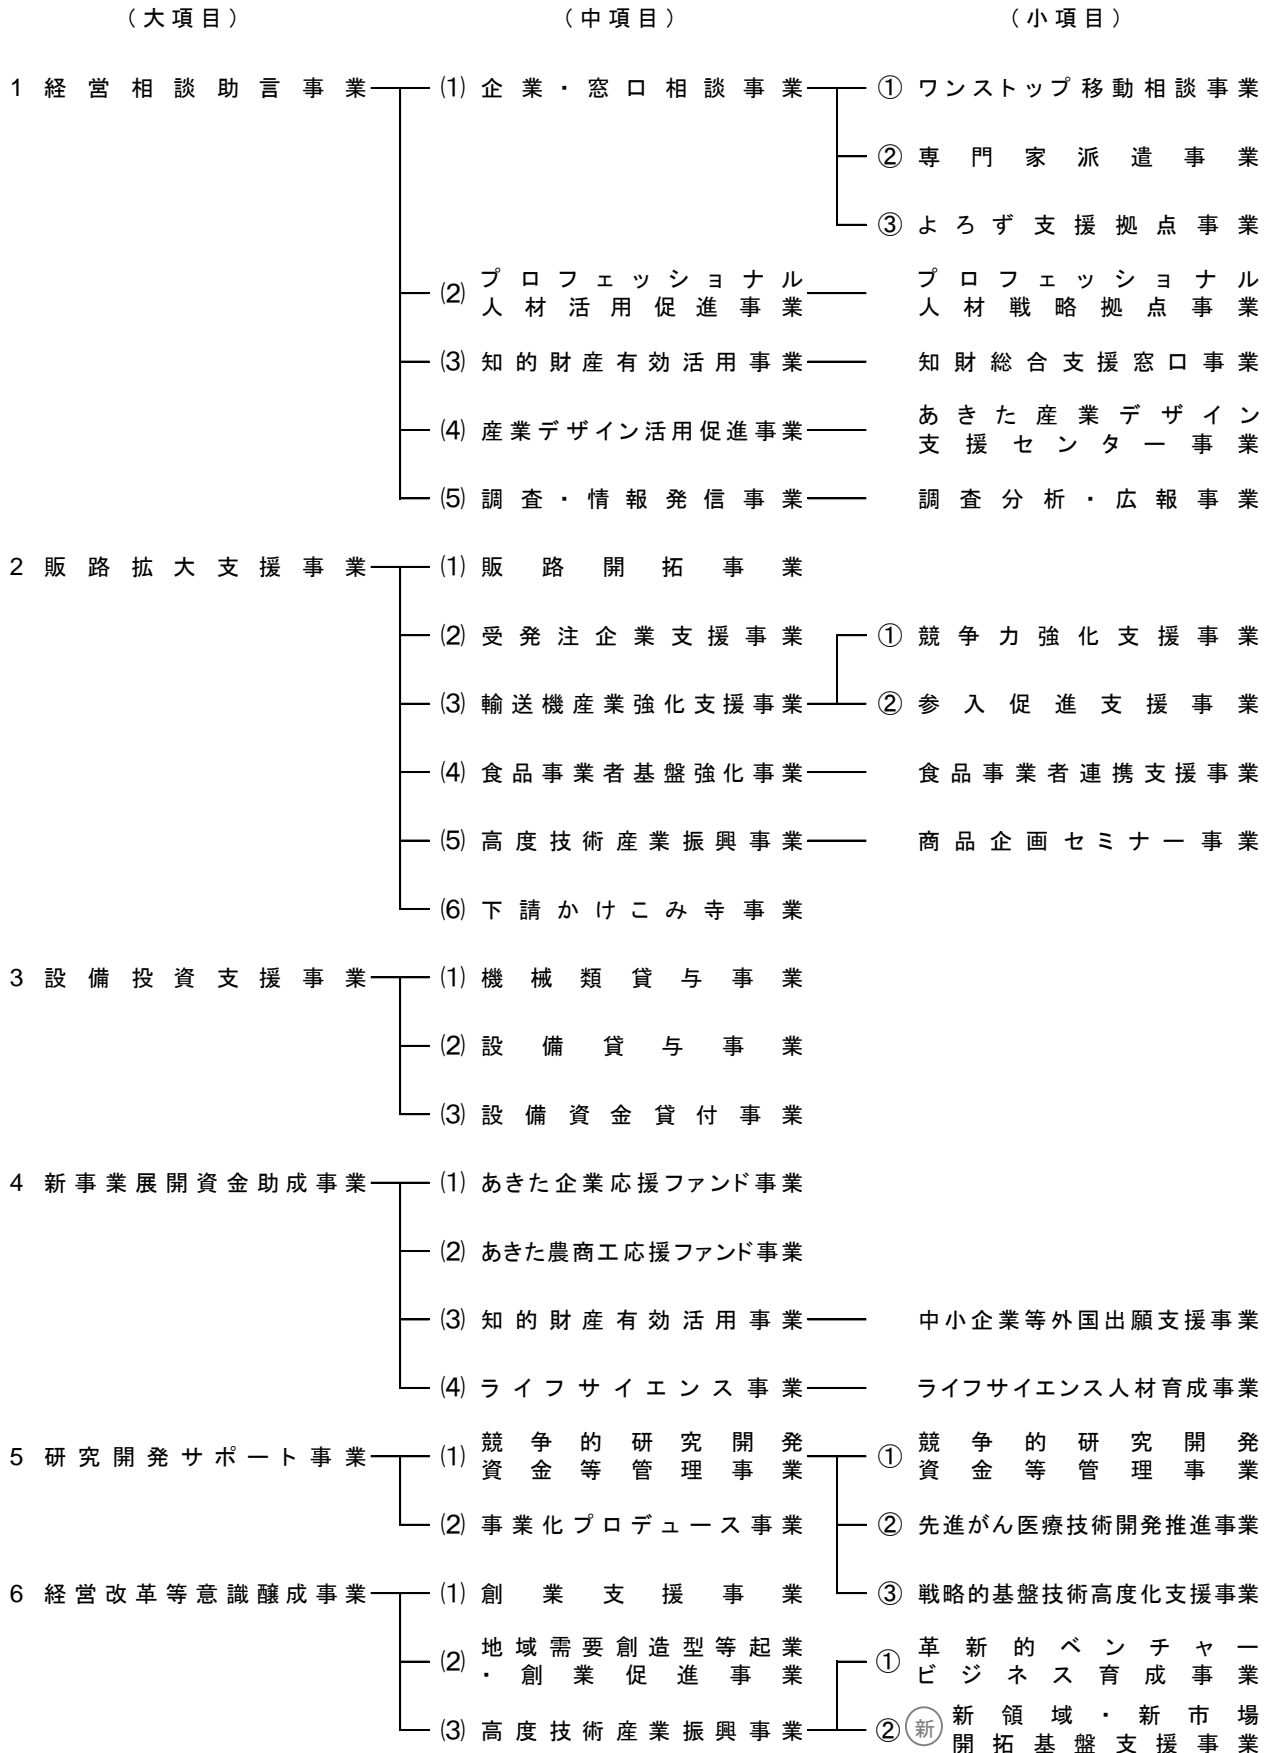 （大項目） （中項目） （小項目）
1 経営相談助言事業 (1) 企業・窓口相談事業 ① ワンストップ移動相談事業
② 専門家派遣事業
③ よろず支援拠点事業
(2) プロフェッショナル プロフェッショナル
人材活用促進事業 人材戦略拠点事業
(3) 知的財産有効活用事業 知財総合支援窓口事業
(4) 産業デザイン活用促進事業 あきた産業デザイン
支援センター事業
(5) 調査・情報発信事業 調査分析・広報事業
2 販路拡大支援事業 (1) 販路開拓事業
(2) 受発注企業支援事業 ① 競争力強化支援事業
(3) 輸送機産業強化支援事業 ② 参入促進支援事業
(4) 食品事業者基盤強化事業 食品事業者連携支援事業
(5) 高度技術産業振興事業 商品企画セミナー事業
(6) 下請かけこみ寺事業
3 設備投資支援事業 (1) 機械類貸与事業
(2) 設備貸与事業
(3) 設備資金貸付事業
4 新事業展開資金助成事業 (1) あきた企業応援ファンド事業
(2) あきた農商工応援ファンド事業
(3) 知的財産有効活用事業 中小企業等外国出願支援事業
(4) ライフサイエンス事業 ライフサイエンス人材育成事業
5 研究開発サポート事業 (1) 競争的研究開発 ① 競争的研究開発
資金等管理事業 資金等管理事業
(2) 事業化プロデュース事業 ② 先進がん医療技術開発推進事業
6 経営改革等意識醸成事業 (1) 創業支援事業 ③ 戦略的基盤技術高度化支援事業
(2) 地域需要創造型等起業 ① 革新的ベンチャー
・創業促進事業 ビジネス育成事業
(3) 高度技術産業振興事業 ② 新 新領域・新市場
開拓基盤支援事業